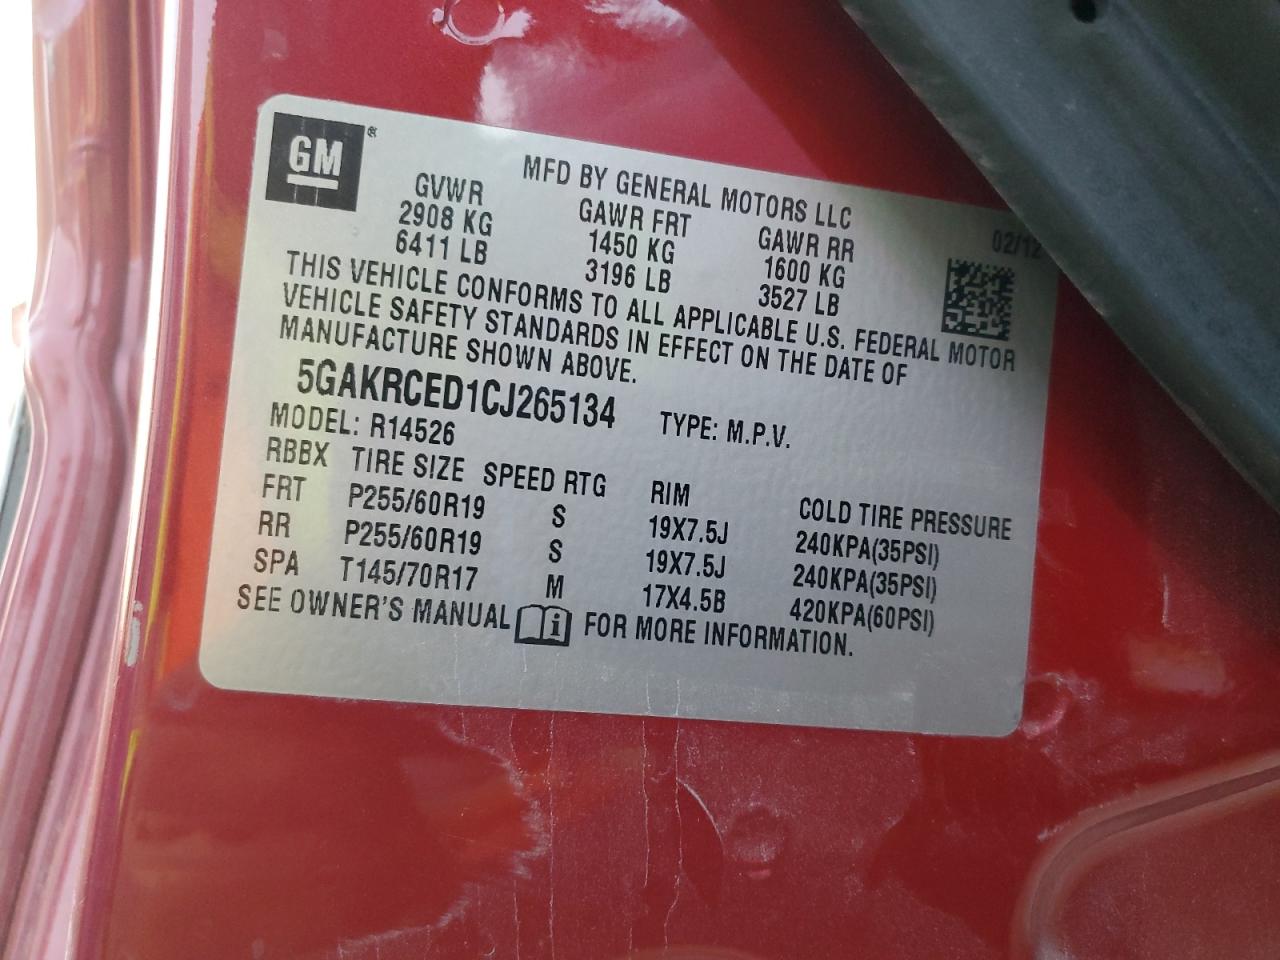 GM®
MFD BY GENERAL MOTORS LLC
02/12
GVWR GAWR FRT GAWR RR
2908 KG 1450 KG 1600 KG
6411 LB 3196 LB 3527 LB
THIS VEHICLE CONFORMS TO ALL APPLICABLE U.S. FEDERAL MOTOR
VEHICLE SAFETY STANDARDS IN EFFECT ON THE DATE OF
MANUFACTURE SHOWN ABOVE.
5GAKRCED1CJ265134 TYPE: M.P.V.
MODEL: R14526
RBBX TIRE SIZE SPEED RTG RIM COLD TIRE PRESSURE
FRT P255/60R19 S 19X7.5J 240KPA(35PSI)
RR P255/60R19 S 19X7.5J 240KPA(35PSI)
SPA T145/70R17 M 17X4.5B 420KPA(60PSI)
SEE OWNER'S MANUAL i FOR MORE INFORMATION.